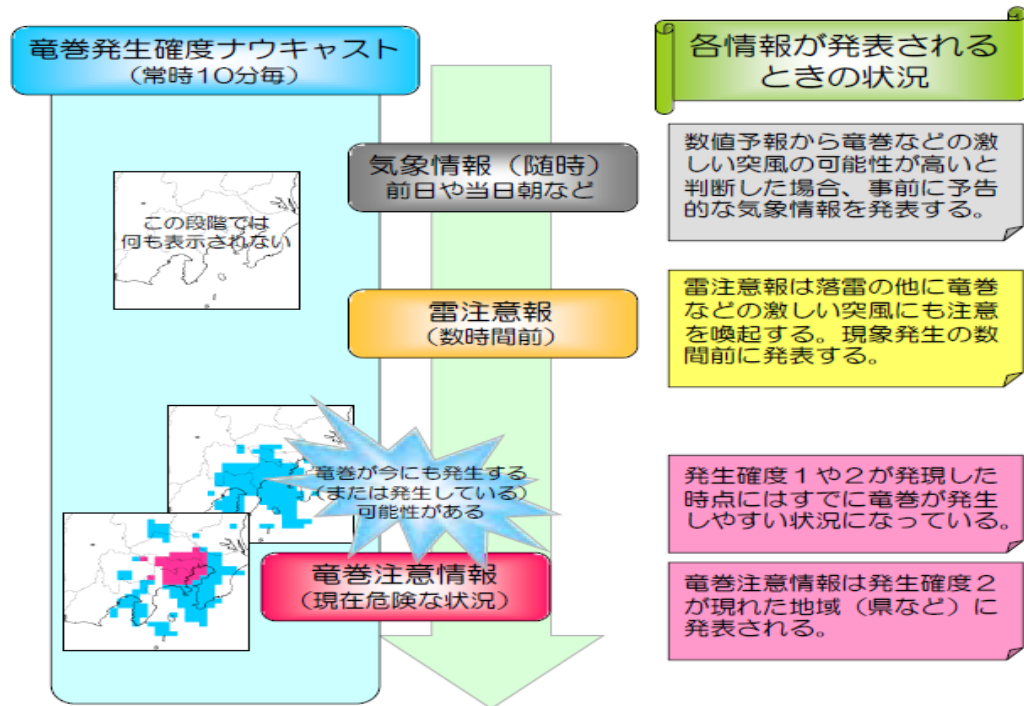 竜巻発生確度ナウキャスト
（常時10分毎）
各情報が発表される
ときの状況
気象情報（随時）
前日や当日朝など
数値予報から竜巻などの激
しい突風の可能性が高いと
判断した場合、事前に予告
的な気象情報を発表する。
この段階では
何も表示されない
雷注意報
（数時間前）
雷注意報は落雷の他に竜巻
などの激しい突風にも注意
を喚起する。現象発生の数
間前に発表する。
竜巻が今にも発生する
（または発生している）
可能性がある
発生確度１や２が発現した
時点にはすでに竜巻が発生
しやすい状況になっている。
竜巻注意情報
（現在危険な状況）
竜巻注意情報は発生確度２
が現れた地域（県など）に
発表される。